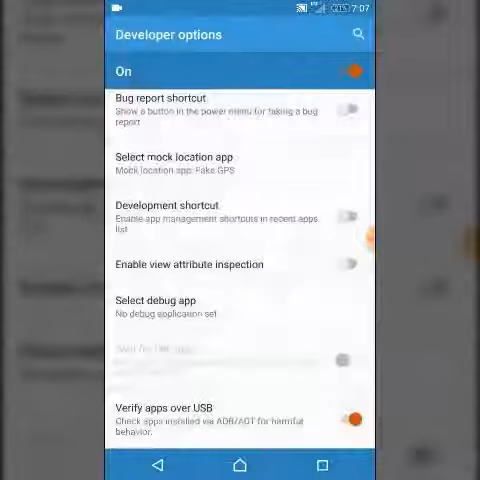 7:07
Developer options
On
Bug report shortcut
Show a button in the power menu for taking a bug
report
Select mock location app
Mock location app: Fake GPS
Development shortcut
Enable app management shortcuts in recent apps
list
Enable view attribute inspection
Select debug app
No debug application set
Verify apps over USB
Check apps installed via ADB/ADT for harmful
behavior.